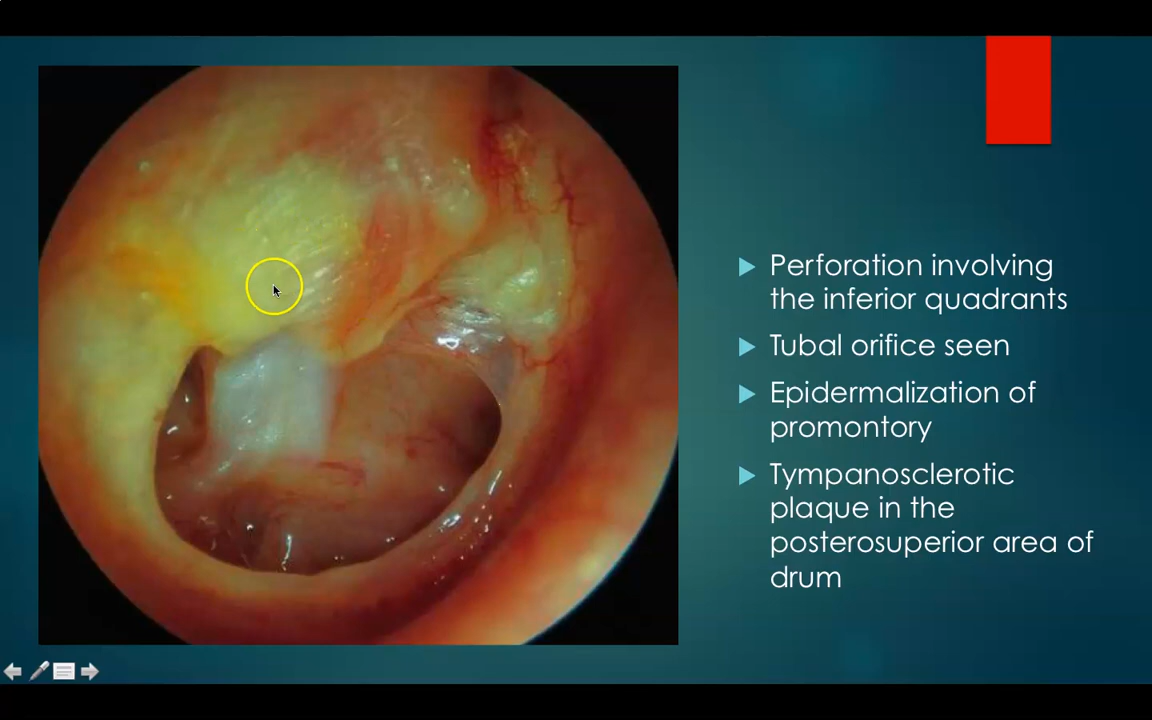 Perforation involving
the inferior quadrants
Tubal orifice seen
Epidermalization of
promontory
Tympanosclerotic
plaque in the
posterosuperior area of
drum